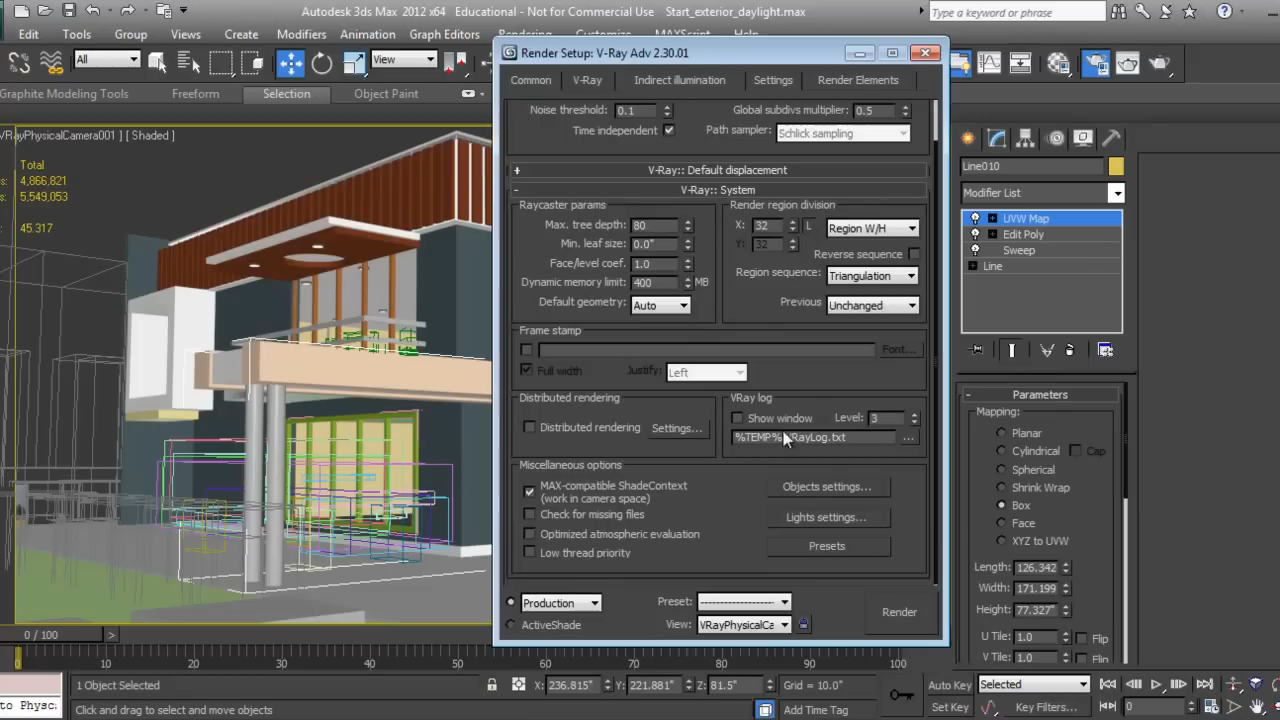 Autodesk 3ds Max 2012 x64 Educational - Not for Commercial Use Start_exterior_daylight.max
Type a keyword or phrase
Edit Tools Group Views Create Modifiers Animation Graph Editors
All View
Graphite Modeling Tools Freeform Selection Object Paint
VRayPhysicalCamera001 ] [ Shaded ]
Total
4,866,821
5,549,053
45.317
Render Setup: V-Ray Adv 2.30.01
Common V-Ray Indirect illumination Settings Render Elements
Noise threshold: 0.1 Global subdivs multiplier: 0.5
Time independent Path sampler: Schlick sampling
+ V-Ray:: Default displacement
- V-Ray:: System
Raycaster params Render region division
Max. tree depth: 80 X: 32 L Region W/H
Min. leaf size: 0.0" Y: 32
Face/level coef. 1.0 Reverse sequence
Dynamic memory limit: 400 MB Region sequence: Triangulation
Default geometry: Auto Previous Unchanged
Frame stamp
Font...
Full width Justify: Left
Distributed rendering VRay log
Distributed rendering Settings... Show window Level: 3
%TEMP% RayLog.txt ...
Miscellaneous options
MAX-compatible ShadeContext
(work in camera space) Objects settings...
Check for missing files Lights settings...
Optimized atmospheric evaluation
Low thread priority Presets
Production Preset: -------------------
ActiveShade View: VRayPhysicalCa Render
Line010
Modifier List
UVW Map
Edit Poly
Sweep
Line
- Parameters
Mapping:
Planar
Cylindrical Cap
Spherical
Shrink Wrap
Box
Face
XYZ to UVW
Length: 126.342
Width: 171.199
Height: 77.327"
U Tile: 1.0 Flip
V Tile: 1.0 Flip
0 / 100 >
0 10 20 30 40 50 60 70 80 90 100
1 Object Selected X: 236.815" Y: 221.881" Z: 81.5" Grid = 10.0" Auto Key Selected
to Physc Click and drag to select and move objects Add Time Tag Set Key Key Filters... 0